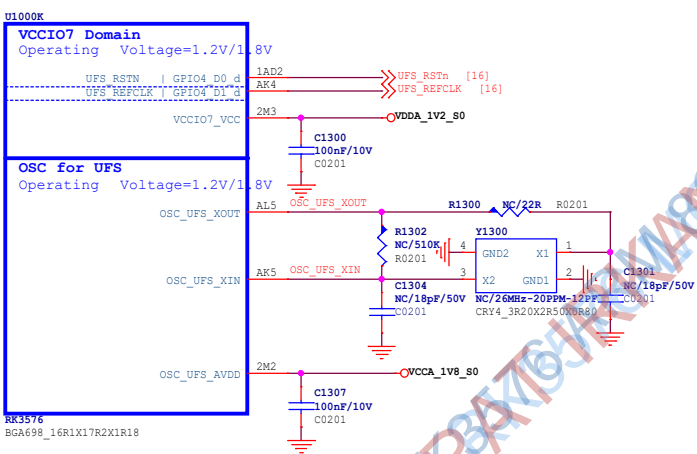 U1000K
VCCIO7 Domain
Operating Voltage=1.2V/1.8V
UFS_RSTN | GPIO4_D0_d
1AD2
UFS_RSTn [16]
UFS_REFCLK | GPIO4_D1_d
AK4
UFS_REFCLK [16]
VCCIO7_VCC
2M3
VDDA_1V2_S0
C1300
100nF/10V
C0201
OSC for UFS
Operating Voltage=1.2V/1.8V
OSC_UFS_XOUT
AL5
OSC_UFS_XOUT
R1300
NC/22R
R0201
R1302
NC/510K
R0201
Y1300
4
GND2
X1
1
OSC_UFS_XIN
AK5
OSC_UFS_XIN
3
X2
GND1
2
C1304
NC/18pF/50V
C0201
NC/26MHz-20PPM-12PF
CRY4_3R20X2R50X0R80
C1301
NC/18pF/50V
C0201
OSC_UFS_AVDD
2M2
VCCA_1V8_S0
C1307
100nF/10V
C0201
RK3576
BGA698_16R1X17R2X1R18